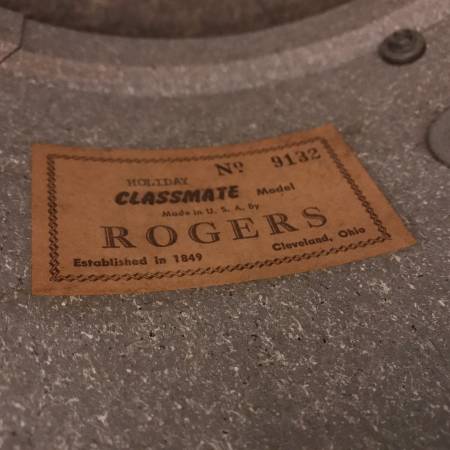 Nº 9132
HOLIDAY
CLASSMATE Model
Made in U. S. A. By
ROGERS
Established in 1849 Cleveland, Ohio